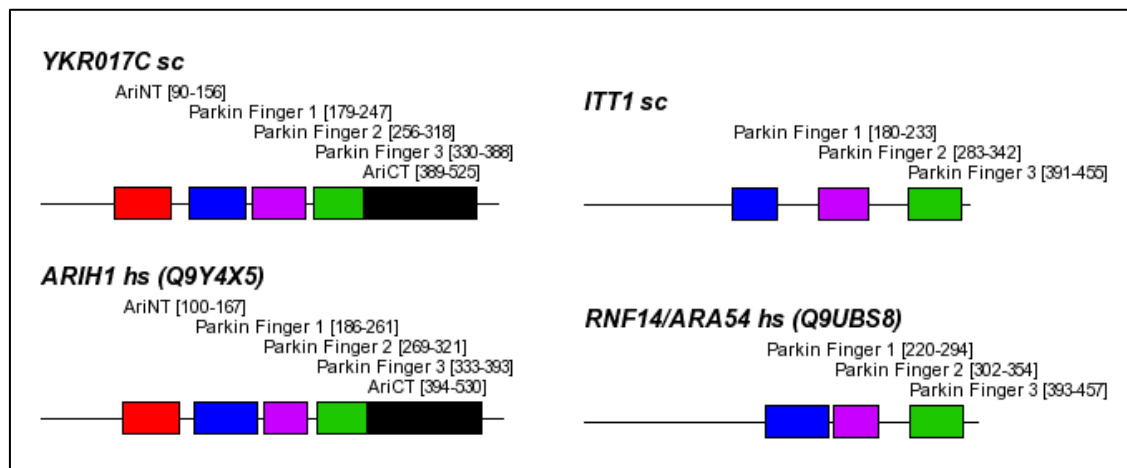 YKR017C sc
AriNT [90-156]
Parkin Finger 1 [179-247]
Parkin Finger 2 [256-318]
Parkin Finger 3 [330-388]
AriCT [389-525]
ARIH1 hs (Q9Y4X5)
AriNT [100-167]
Parkin Finger 1 [186-261]
Parkin Finger 2 [269-321]
Parkin Finger 3 [333-393]
AriCT [394-530]
ITT1 sc
Parkin Finger 1 [180-233]
Parkin Finger 2 [283-342]
Parkin Finger 3 [391-455]
RNF14/ARA54 hs (Q9UBS8)
Parkin Finger 1 [220-294]
Parkin Finger 2 [302-354]
Parkin Finger 3 [393-457]